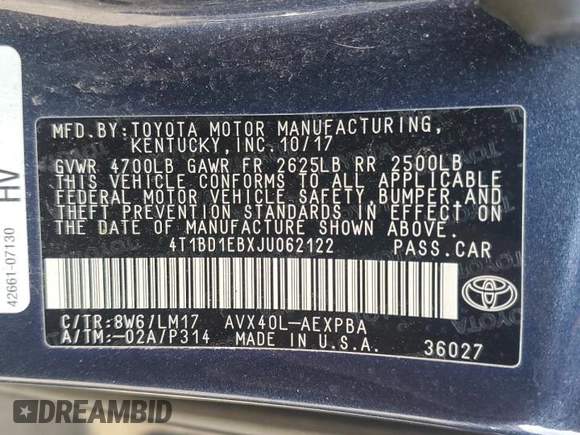 MFD.BY:TOYOTA MOTOR MANUFACTURING,
KENTUCKY, INC. 10/17
GVWR 4700LB GAWR FR 2625LB RR 2500LB
THIS VEHICLE CONFORMS TO ALL APPLICABLE
FEDERAL MOTOR VEHICLE SAFETY,BUMPER,AND
THEFT PREVENTION STANDARDS IN EFFECT ON
THE DATE OF MANUFACTURE SHOWN ABOVE.
4T1BD1EBXJU062122 PASS.CAR
C/TR:8W6/LM17 AVX40L-AEXPBA
A/TM:-02A/P314 MADE IN U.S.A. 36027
42661-07130 HV
DREAMBID